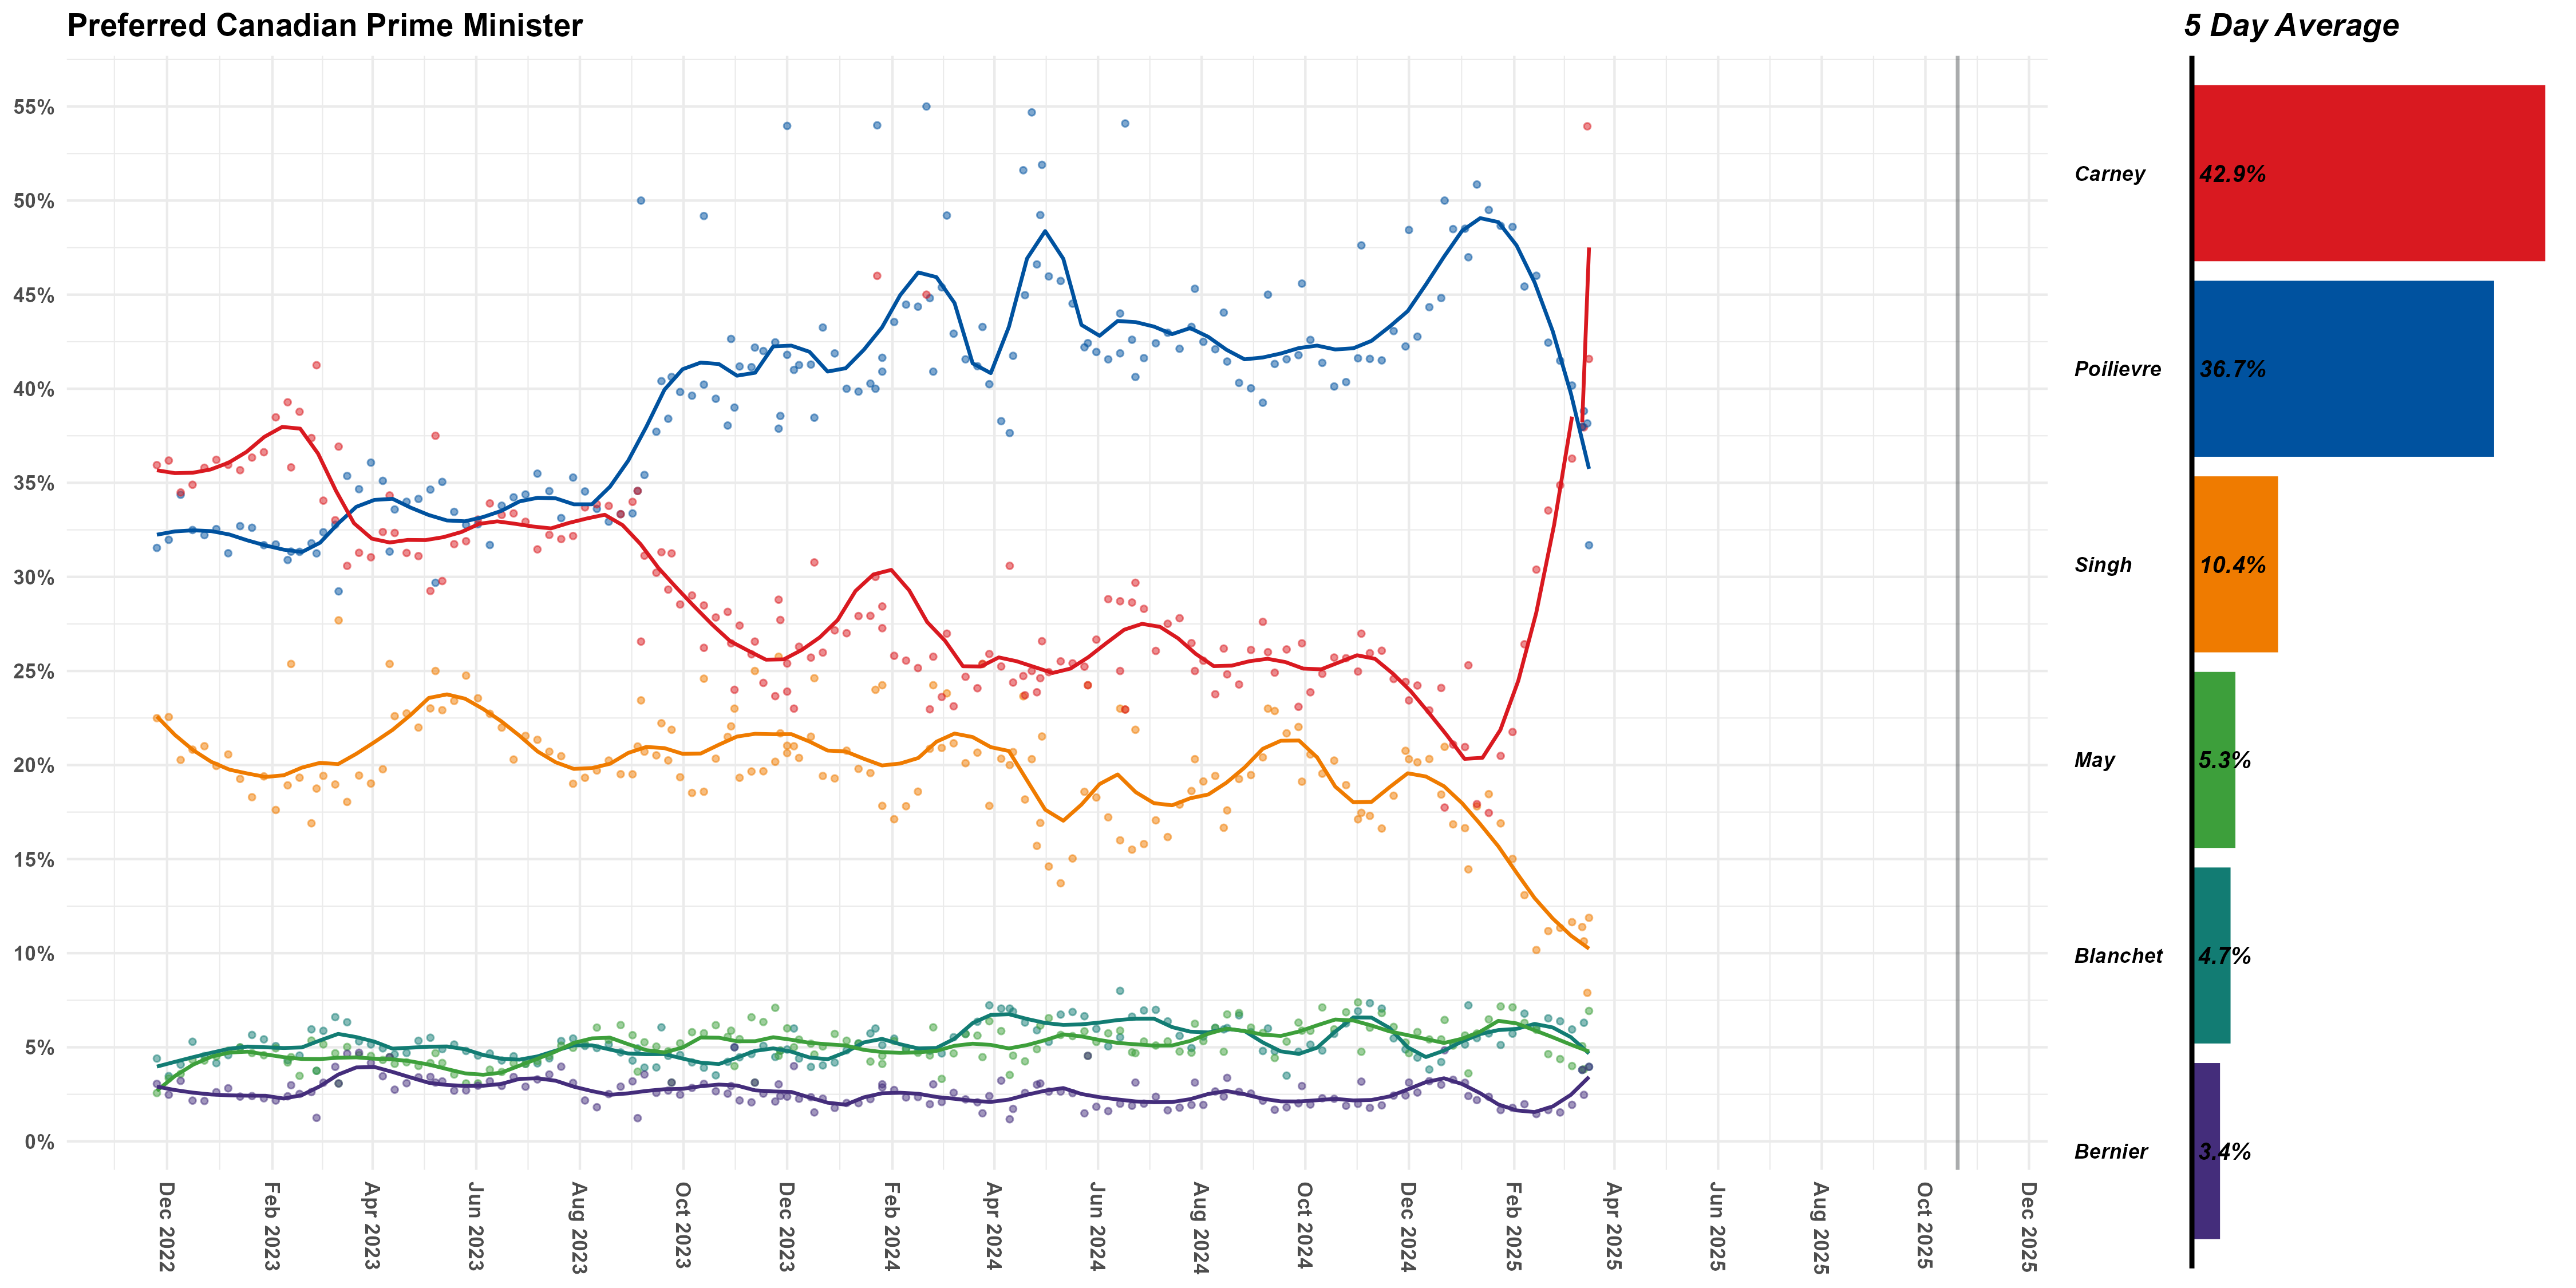 Preferred Canadian Prime Minister
5 Day Average
55%
50%
45%
40%
35%
30%
25%
20%
15%
10%
5%
0%
Dec 2022
Feb 2023
Apr 2023
Jun 2023
Aug 2023
Oct 2023
Dec 2023
Feb 2024
Apr 2024
Jun 2024
Aug 2024
Oct 2024
Dec 2024
Feb 2025
Apr 2025
Jun 2025
Aug 2025
Oct 2025
Dec 2025
Carney 42.9%
Poilievre 36.7%
Singh 10.4%
May 5.3%
Blanchet 4.7%
Bernier 3.4%